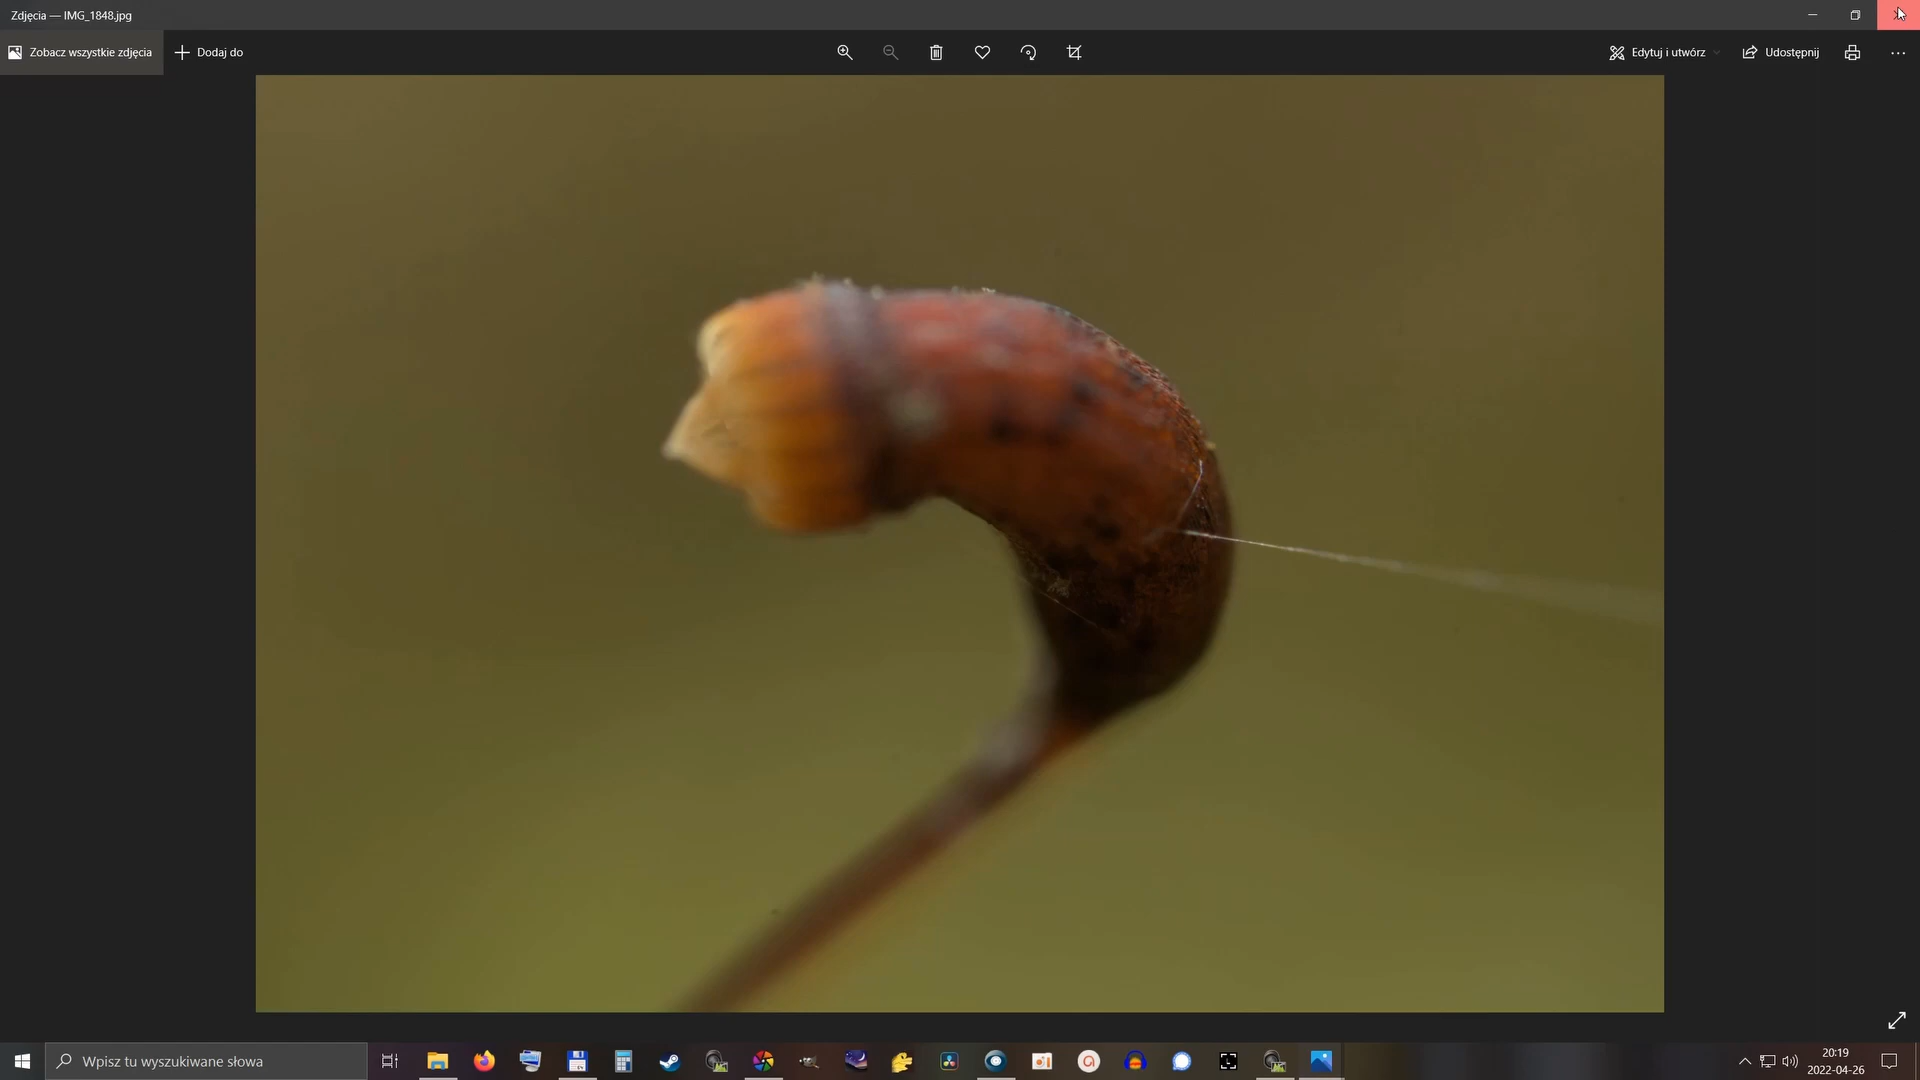 Zdjęcia — IMG_1848.jpg
Zobacz wszystkie zdjęcia
Dodaj do
Edytuj i utwórz
Udostępnij
Wpisz tu wyszukiwane słowa
20:19
2022-04-26